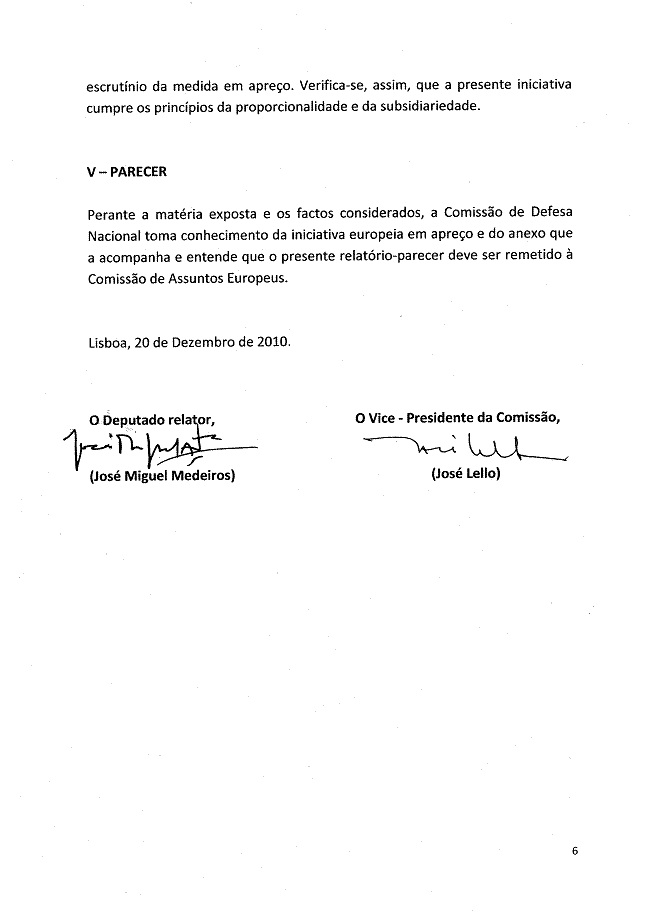 escrutínio da medida em apreço. Verifica-se, assim, que a presente iniciativa
cumpre os princípios da proporcionalidade e da subsidiariedade.
V – PARECER
Perante a matéria exposta e os factos considerados, a Comissão de Defesa
Nacional toma conhecimento da iniciativa europeia em apreço e do anexo que
a acompanha e entende que o presente relatório-parecer deve ser remetido à
Comissão de Assuntos Europeus.
Lisboa, 20 de Dezembro de 2010.
O Deputado relator,
O Vice - Presidente da Comissão,
(José Miguel Medeiros)
(José Lello)
6